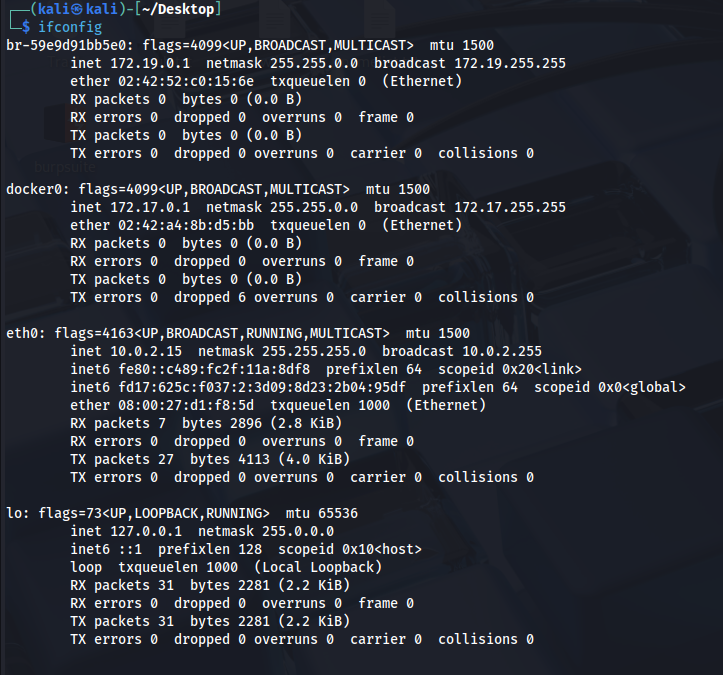 ┌──(kali㉿kali)-[~/Desktop]
└─$ ifconfig
br-59e9d91bb5e0: flags=4099<UP,BROADCAST,MULTICAST>  mtu 1500
        inet 172.19.0.1  netmask 255.255.0.0  broadcast 172.19.255.255
        ether 02:42:52:c0:15:6e  txqueuelen 0  (Ethernet)
        RX packets 0  bytes 0 (0.0 B)
        RX errors 0  dropped 0  overruns 0  frame 0
        TX packets 0  bytes 0 (0.0 B)
        TX errors 0  dropped 0 overruns 0  carrier 0  collisions 0

docker0: flags=4099<UP,BROADCAST,MULTICAST>  mtu 1500
        inet 172.17.0.1  netmask 255.255.0.0  broadcast 172.17.255.255
        ether 02:42:a4:8b:d5:bb  txqueuelen 0  (Ethernet)
        RX packets 0  bytes 0 (0.0 B)
        RX errors 0  dropped 0  overruns 0  frame 0
        TX packets 0  bytes 0 (0.0 B)
        TX errors 0  dropped 6 overruns 0  carrier 0  collisions 0

eth0: flags=4163<UP,BROADCAST,RUNNING,MULTICAST>  mtu 1500
        inet 10.0.2.15  netmask 255.255.255.0  broadcast 10.0.2.255
        inet6 fe80::c489:fc2f:11a:8df8  prefixlen 64  scopeid 0x20<link>
        inet6 fd17:625c:f037:2:3d09:8d23:2b04:95df  prefixlen 64  scopeid 0x0<global>
        ether 08:00:27:d1:f8:5d  txqueuelen 1000  (Ethernet)
        RX packets 7  bytes 2896 (2.8 KiB)
        RX errors 0  dropped 0  overruns 0  frame 0
        TX packets 27  bytes 4113 (4.0 KiB)
        TX errors 0  dropped 0 overruns 0  carrier 0  collisions 0

lo: flags=73<UP,LOOPBACK,RUNNING>  mtu 65536
        inet 127.0.0.1  netmask 255.0.0.0
        inet6 ::1  prefixlen 128  scopeid 0x10<host>
        loop  txqueuelen 1000  (Local Loopback)
        RX packets 31  bytes 2281 (2.2 KiB)
        RX errors 0  dropped 0  overruns 0  frame 0
        TX packets 31  bytes 2281 (2.2 KiB)
        TX errors 0  dropped 0 overruns 0  carrier 0  collisions 0